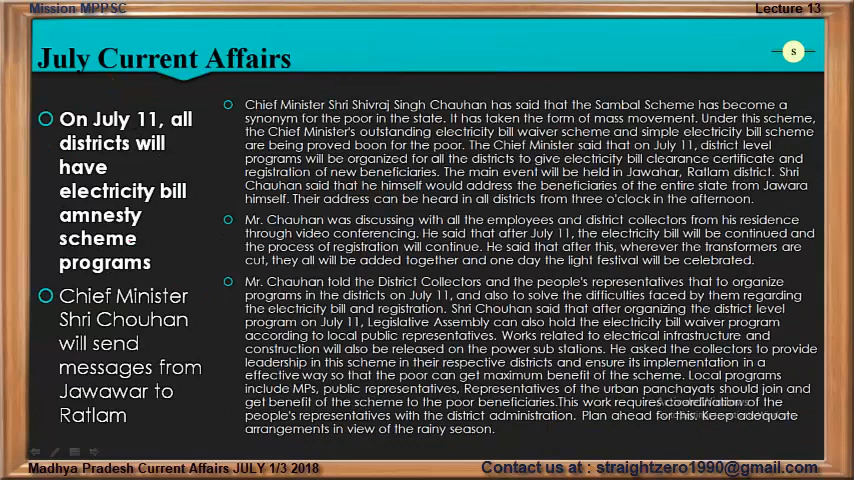 Mission MPPSC
Lecture 13
July Current Affairs
S
On July 11, all
districts will
have
electricity bill
amnesty
scheme
programs
Chief Minister
Shri Chouhan
will send
messages from
Jawawar to
Ratlam
Chief Minister Shri Shivraj Singh Chauhan has said that the Sambal Scheme has become a
synonym for the poor in the state. It has taken the form of mass movement. Under this scheme,
the Chief Minister's outstanding electricity bill waiver scheme and simple electricity bill scheme
are being proved boon for the poor. The Chief Minister said that on July 11, district level
programs will be organized for all the districts to give electricity bill clearance certificate and
registration of new beneficiaries. The main event will be held in Jawahar, Ratlam district. Shri
Chauhan said that he himself would address the beneficiaries of the entire state from Jawara
himself. Their address can be heard in all districts from three o'clock in the afternoon.
Mr. Chauhan was discussing with all the employees and district collectors from his residence
through video conferencing. He said that after July 11, the electricity bill will be continued and
the process of registration will continue. He said that after this, wherever the transformers are
cut, they all will be added together and one day the light festival will be celebrated.
Mr. Chauhan told the District Collectors and the people's representatives that to organize
programs in the districts on July 11, and also to solve the difficulties faced by them regarding
the electricity bill and registration. Shri Chouhan said that after organizing the district level
program on July 11, Legislative Assembly can also hold the electricity bill waiver program
according to local public representatives. Works related to electrical infrastructure and
construction will also be released on the power sub stations. He asked the collectors to provide
leadership in this scheme in their respective districts and ensure its implementation in a
effective way so that the poor can get maximum benefit of the scheme. Local programs
include MPs, public representatives, Representatives of the urban panchayats should join and
get benefit of the scheme to the poor beneficiaries.This work requires coordination of the
people's representatives with the district administration. Plan ahead for this. Keep adequate
arrangements in view of the rainy season.
Madhya Pradesh Current Affairs JULY 1/3 2018
Contact us at : straightzero1990@gmail.com